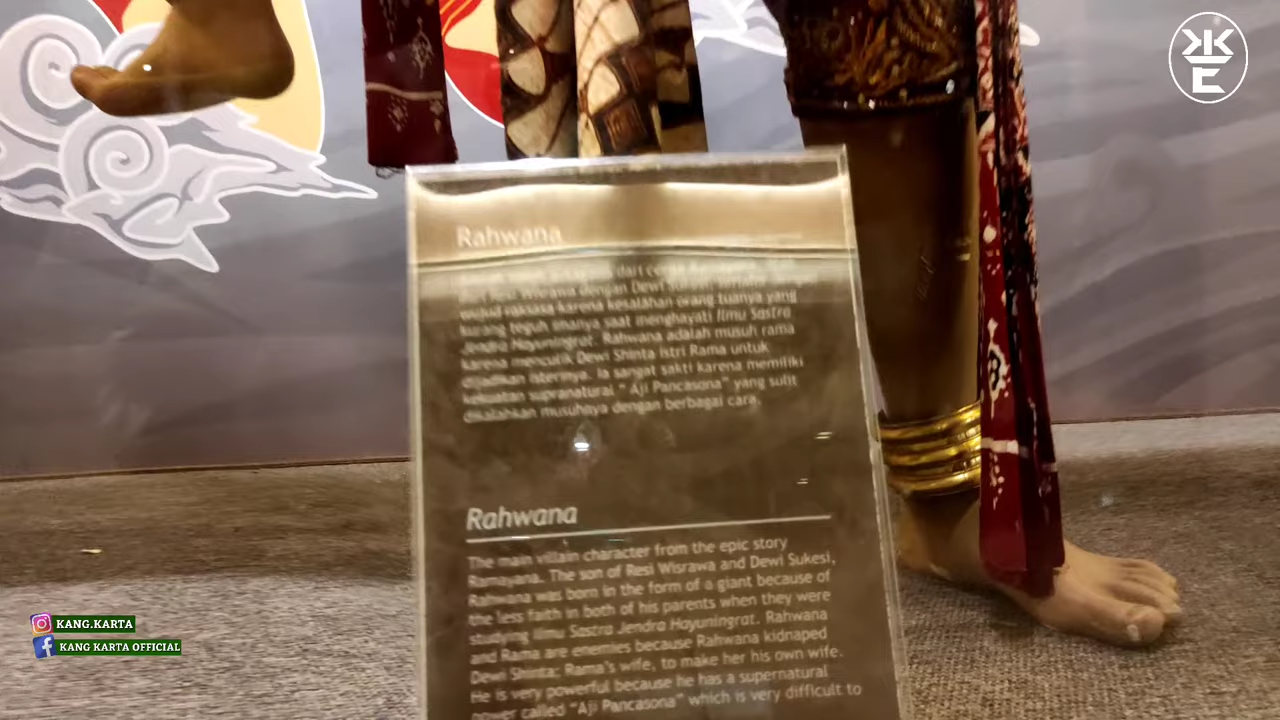 Rahwana
dari
Wisrawa dengan Dewi
wujud raksasa karena kesalahan orang tuanya yang
kurang teguh imanya saat menghayati Ilmu Sastra
Jendra Hayuningrat. Rahwana adalah musuh rama
karena menculik Dewi Shinta istri Rama untuk
dijadikan isterinya. Ia sangat sakti karena memiliki
kekuatan supranatural " Aji Pancasona" yang sulit
dikalahkan musuhnya dengan berbagai cara.
Rahwana
The main villain character from the epic story
Ramayana. The son of Resi Wisrawa and Dewi Sukesi,
Rahwana was born in the form of a giant because of
the less faith in both of his parents when they were
studying Ilmu Sastra Jendra Hayuningrat. Rahwana
and Rama are enemies because Rahwana kidnaped
Dewi Shinta; Rama's wife, to make her his own wife.
He is very powerful because he has a supernatural
power called "Aji Pancasona" which is very difficult to
KANG.KARTA
KANG KARTA OFFICIAL